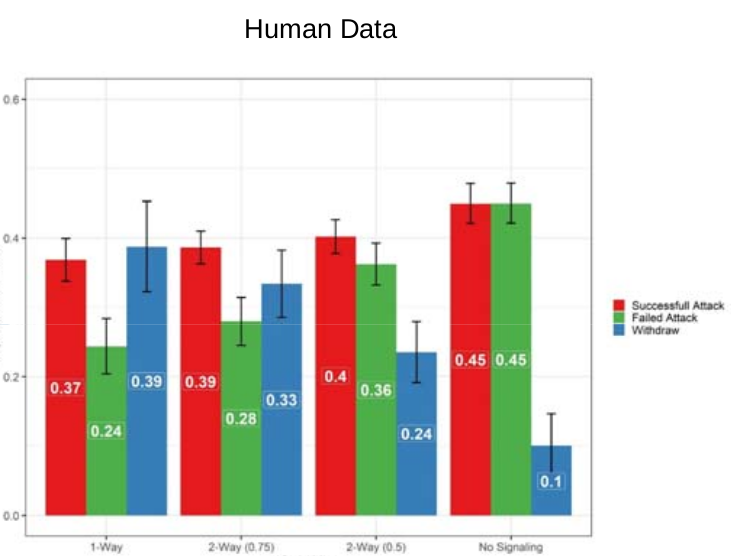 Human Data
0.6
0.4
0.2
0.0
0.37
0.24
0.39
0.39
0.28
0.33
0.4
0.36
0.24
0.45
0.45
0.1
1-Way
2-Way (0.75)
2-Way (0.5)
No Signaling
Successfull Attack
Failed Attack
Withdraw